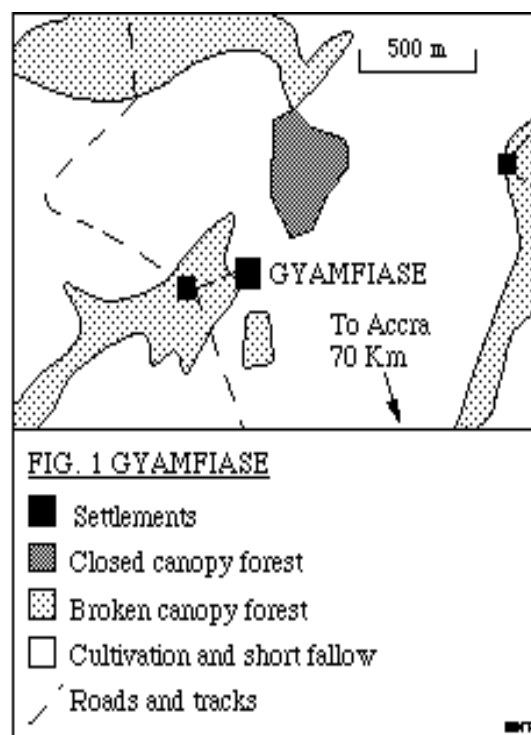 500 m
GYAMFIASE
To Accra
70 Km
FIG. 1 GYAMFIASE
Settlements
Closed canopy forest
Broken canopy forest
Cultivation and short fallow
Roads and tracks